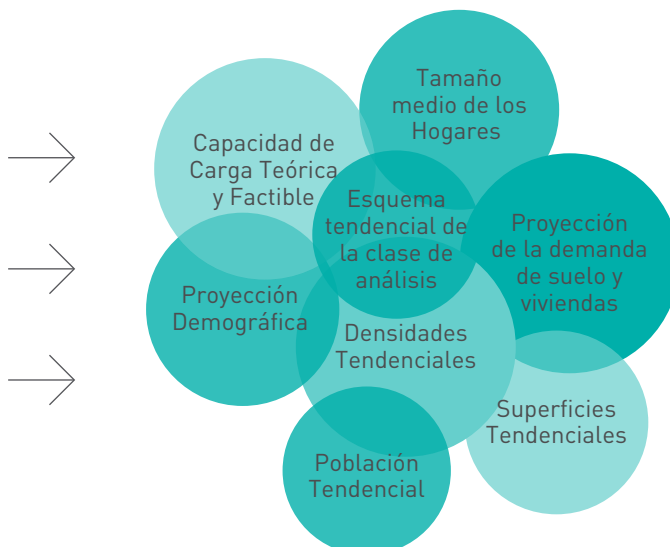 Tamaño
medio de los
Hogares
Capacidad de
Carga Teórica
y Factible
Esquema
tendencial de
la clase de
análisis
Proyección
de la demanda
de suelo y
viviendas
Proyección
Demográfica
Densidades
Tendenciales
Superficies
Tendenciales
Población
Tendencial